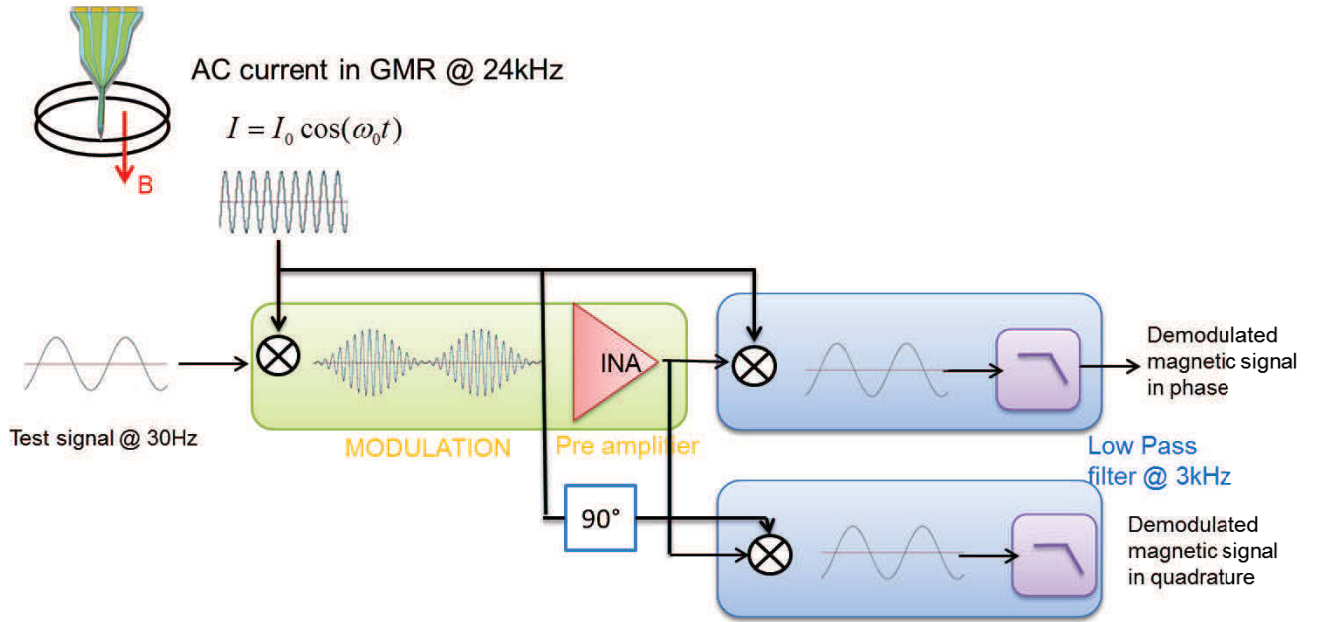 AC current in GMR @ 24kHz
I = I₀ cos(ω₀t)
B
INA
Test signal @ 30Hz
MODULATION
Pre amplifier
Demodulated
magnetic signal
in phase
Low Pass
filter @ 3kHz
90°
Demodulated
magnetic signal
in quadrature